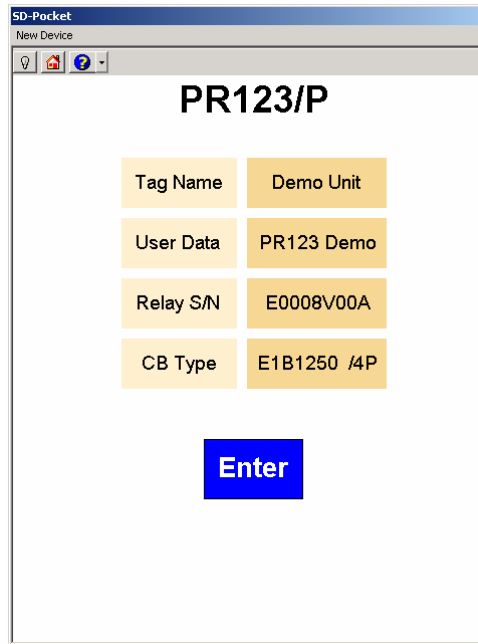 SD-Pocket
New Device
?
PR123/P
Tag Name Demo Unit
User Data PR123 Demo
Relay S/N E0008V00A
CB Type E1B1250 /4P
Enter